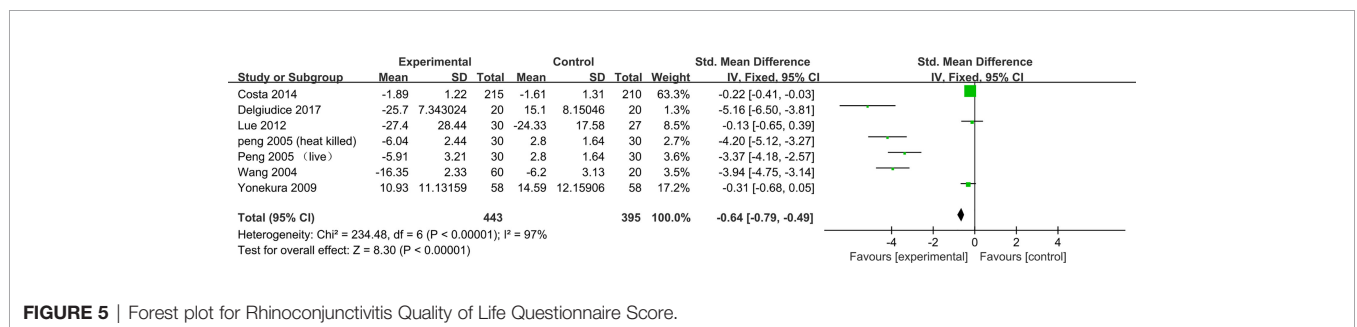 Experimental Control Std. Mean Difference Std. Mean Difference
Study or Subgroup Mean SD Total Mean SD Total Weight IV, Fixed, 95% CI IV, Fixed, 95% CI
Costa 2014 -1.89 1.22 215 -1.61 1.31 210 63.3% -0.22 [-0.41, -0.03]
Delgiudice 2017 -25.7 7.343024 20 15.1 8.15046 20 1.3% -5.16 [-6.50, -3.81]
Lue 2012 -27.4 28.44 30 -24.33 17.58 27 8.5% -0.13 [-0.65, 0.39]
peng 2005 (heat killed) -6.04 2.44 30 2.8 1.64 30 2.7% -4.20 [-5.12, -3.27]
Peng 2005 （live） -5.91 3.21 30 2.8 1.64 30 3.6% -3.37 [-4.18, -2.57]
Wang 2004 -16.35 2.33 60 -6.2 3.13 20 3.5% -3.94 [-4.75, -3.14]
Yonekura 2009 10.93 11.13159 58 14.59 12.15906 58 17.2% -0.31 [-0.68, 0.05]
Total (95% CI) 443 395 100.0% -0.64 [-0.79, -0.49]
Heterogeneity: Chi² = 234.48, df = 6 (P < 0.00001); I² = 97%
Test for overall effect: Z = 8.30 (P < 0.00001)
-4 -2 0 2 4
Favours [experimental] Favours [control]
FIGURE 5 | Forest plot for Rhinoconjunctivitis Quality of Life Questionnaire Score.